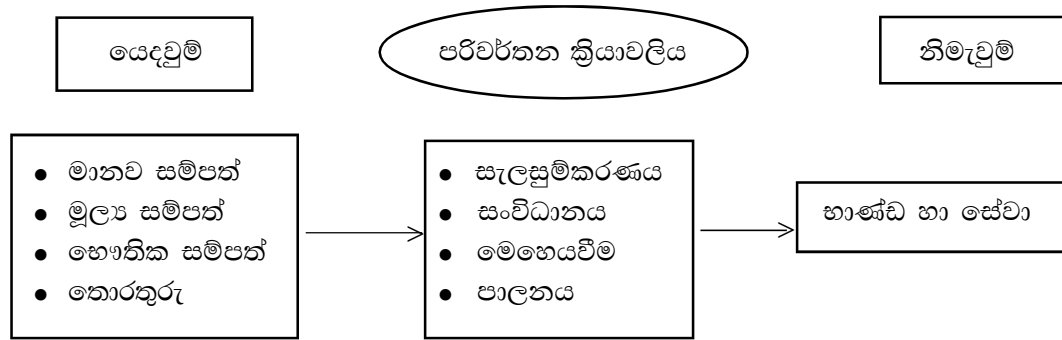 යෙදවුම්
පරිවර්තන ක්‍රියාවලිය
නිමැවුම්
● මානව සම්පත්
● මූල්‍ය සම්පත්
● භෞතික සම්පත්
● තොරතුරු
● සැලසුම්කරණය
● සංවිධානය
● මෙහෙයවීම
● පාලනය
භාණ්ඩ හා සේවා